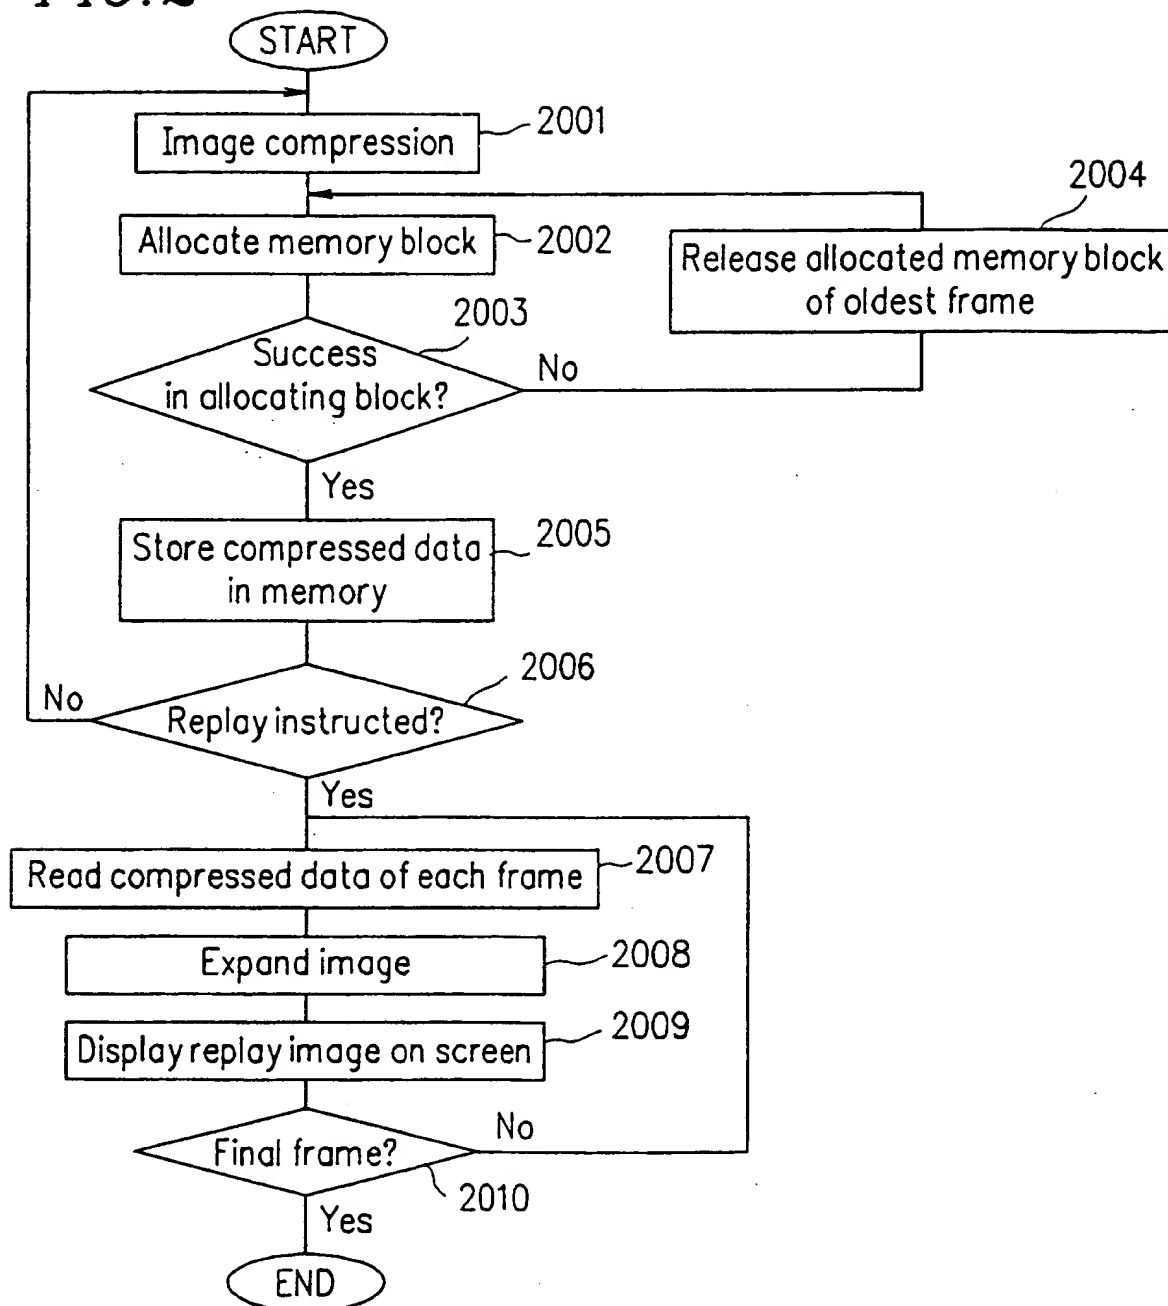 START
Image compression
2001
2004
Allocate memory block
2002
Release allocated memory block
of oldest frame
2003
Success
in allocating block?
No
Yes
Store compressed data
in memory
2005
2006
No
Replay instructed?
Yes
Read compressed data of each frame
2007
Expand image
2008
Display replay image on screen
2009
Final frame?
No
2010
Yes
END